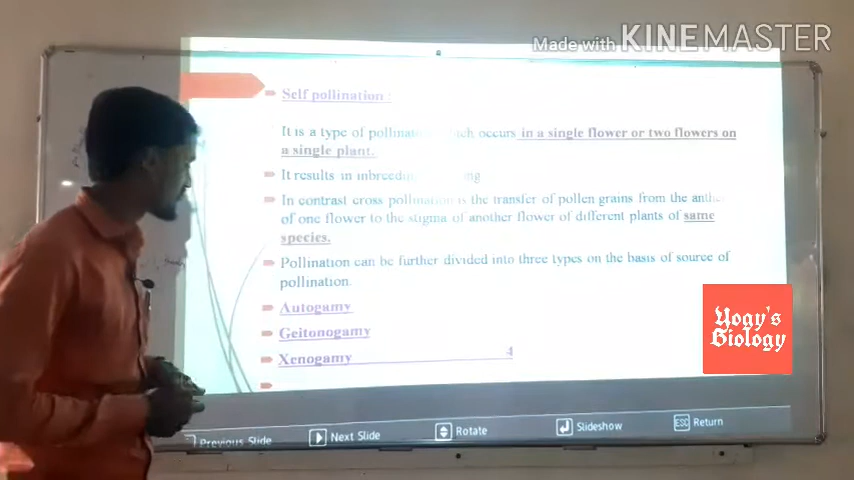 Made with KINEMASTER
Self pollination :
It is a type of pollinat ch occurs in a single flower or two flowers on
a single plant.
It results in inbreedi ng
In contrast cross pollination is the transfer of pollen grains from the anthe
of one flower to the stigma of another flower of different plants of same
species.
Pollination can be further divided into three types on the basis of source of
pollination.
Autogamy
Geitonogamy
Xenogamy 4
Yogy's
Biology
Previous Slide Next Slide Rotate Slideshow ESC Return